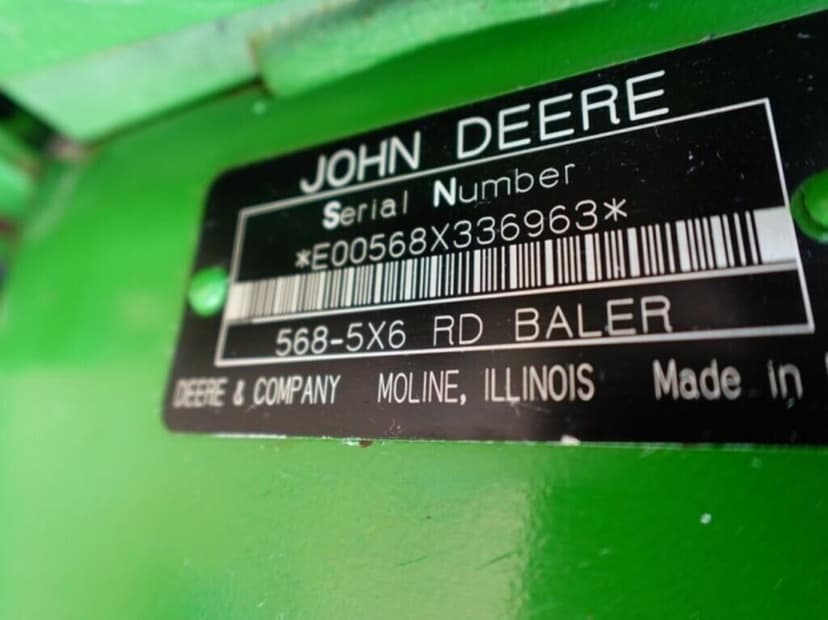 JOHN DEERE
Serial Number
*E00568X336963*
568-5X6 RD BALER
DEERE & COMPANY MOLINE, ILLINOIS Made in